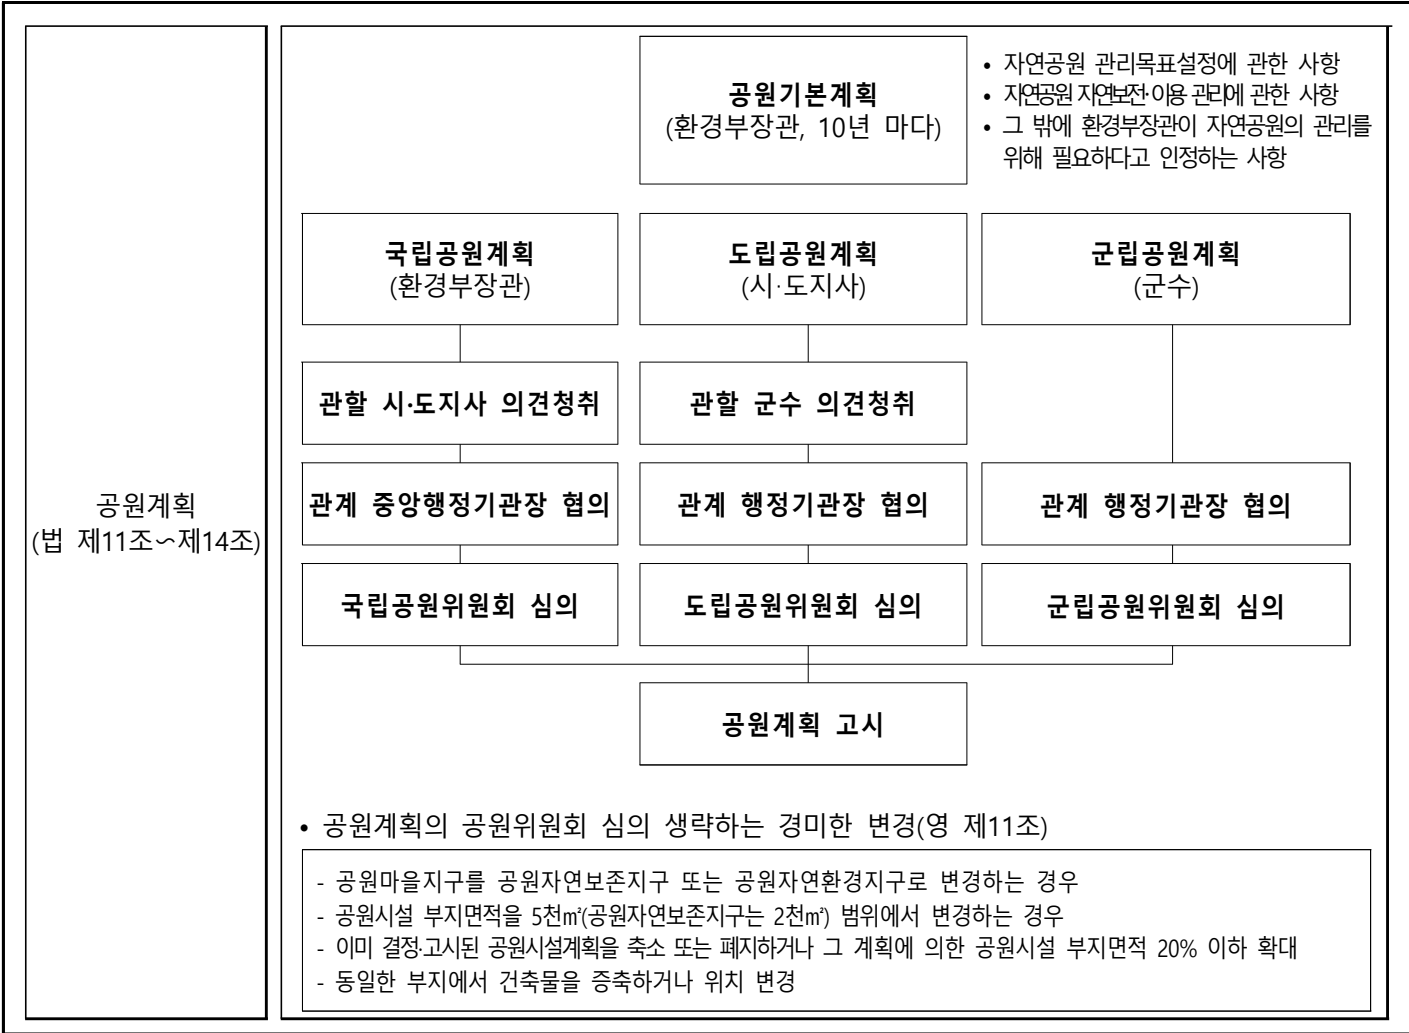 공원계획
(법 제11조∼제14조)
공원기본계획
(환경부장관, 10년 마다)
• 자연공원 관리목표설정에 관한 사항
• 자연공원 자연보전·이용 관리에 관한 사항
• 그 밖에 환경부장관이 자연공원의 관리를
위해 필요하다고 인정하는 사항
국립공원계획
(환경부장관)
도립공원계획
(시·도지사)
군립공원계획
(군수)
관할 시·도지사 의견청취
관할 군수 의견청취
관계 중앙행정기관장 협의
관계 행정기관장 협의
관계 행정기관장 협의
국립공원위원회 심의
도립공원위원회 심의
군립공원위원회 심의
공원계획 고시
• 공원계획의 공원위원회 심의 생략하는 경미한 변경(영 제11조)
- 공원마을지구를 공원자연보존지구 또는 공원자연환경지구로 변경하는 경우
- 공원시설 부지면적을 5천㎡(공원자연보존지구는 2천㎡) 범위에서 변경하는 경우
- 이미 결정·고시된 공원시설계획을 축소 또는 폐지하거나 그 계획에 의한 공원시설 부지면적 20% 이하 확대
- 동일한 부지에서 건축물을 증축하거나 위치 변경